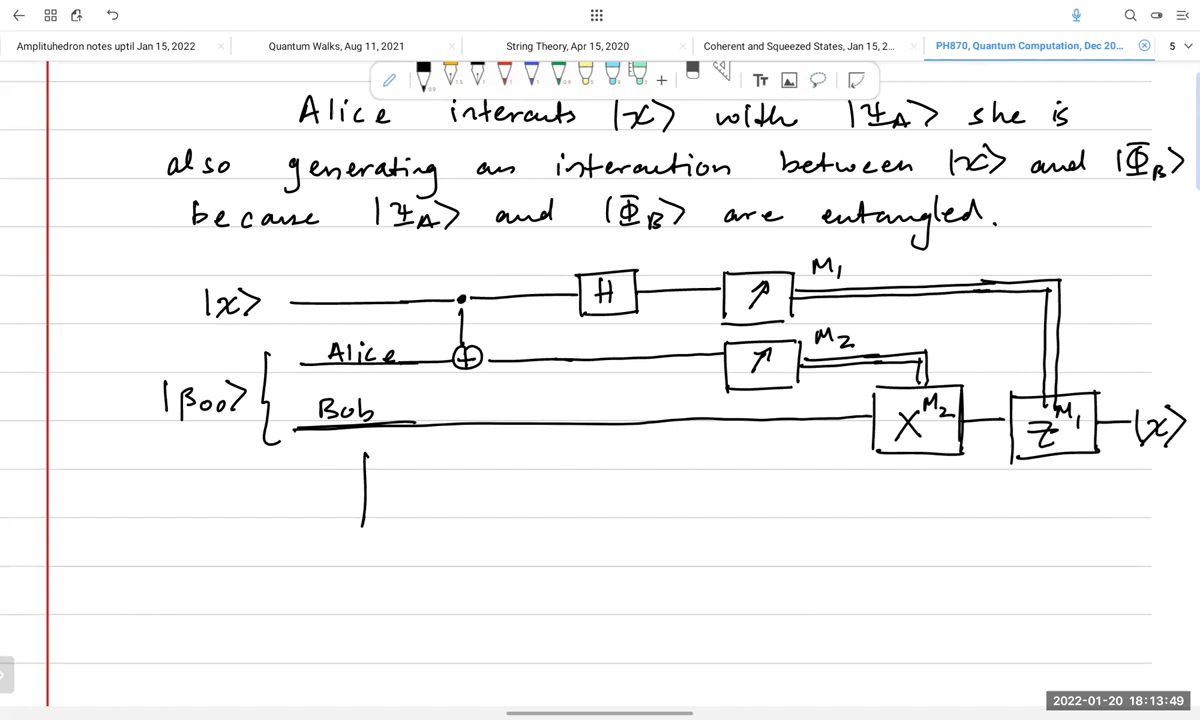 Amplituhedron notes uptil Jan 15, 2022
Quantum Walks, Aug 11, 2021
String Theory, Apr 15, 2020
Coherent and Squeezed States, Jan 15, 2...
PH870, Quantum Computation, Dec 20...
5
Tт
Alice interacts |x> with |Ψ_A> she is
also generating an interaction between |x> and |Φ_B>
because |Ψ_A> and |Φ_B> are entangled.
|x> H M₁
Alice M₂
|β₀₀>
Bob X^M₂ Z^M₁ |x>
2022-01-20 18:13:49